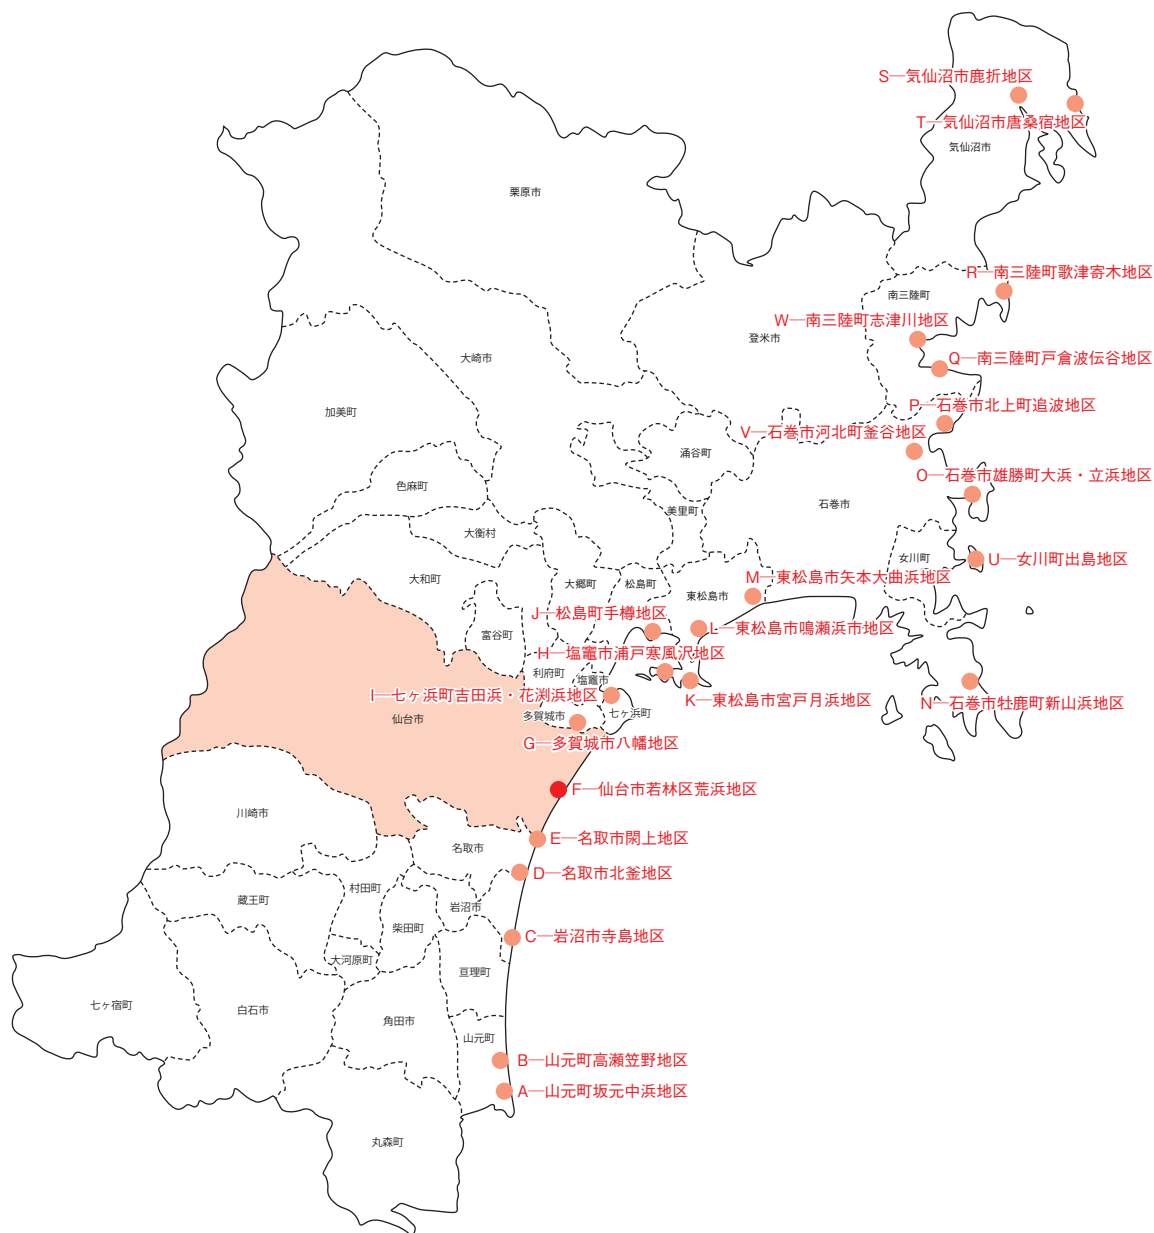 S―気仙沼市鹿折地区
T―気仙沼市唐桑宿地区
気仙沼市
栗原市
R―南三陸町歌津寄木地区
南三陸町
W―南三陸町志津川地区
登米市
大崎市
Q―南三陸町戸倉波伝谷地区
加美町
P―石巻市北上町追波地区
V―石巻市河北町釜谷地区
涌谷町
O―石巻市雄勝町大浜・立浜地区
色麻町
石巻市
美里町
大衡村
女川町
U―女川町出島地区
大和町
大郷町
松島町
M―東松島市矢本大曲浜地区
東松島市
J―松島町手樽地区
L―東松島市鳴瀬浜市地区
富谷町
H―塩竈市浦戸寒風沢地区
利府町
塩竈市
I―七ヶ浜町吉田浜・花渕浜地区
K―東松島市宮戸月浜地区
N―石巻市牡鹿町新山浜地区
仙台市
多賀城市
七ヶ浜町
G―多賀城市八幡地区
F―仙台市若林区荒浜地区
川崎市
E―名取市閖上地区
名取市
D―名取市北釜地区
村田町
蔵王町
岩沼市
柴田町
C―岩沼市寺島地区
大河原町
亘理町
七ヶ宿町
白石市
角田市
山元町
B―山元町高瀬笠野地区
A―山元町坂元中浜地区
丸森町